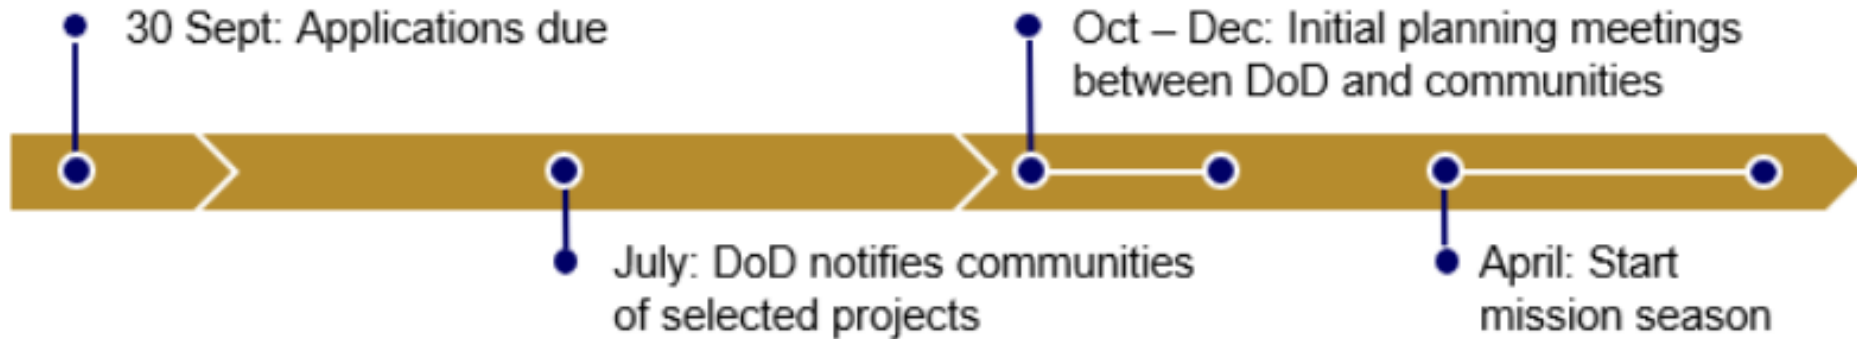 30 Sept: Applications due
Oct – Dec: Initial planning meetings
between DoD and communities
July: DoD notifies communities
of selected projects
April: Start
mission season